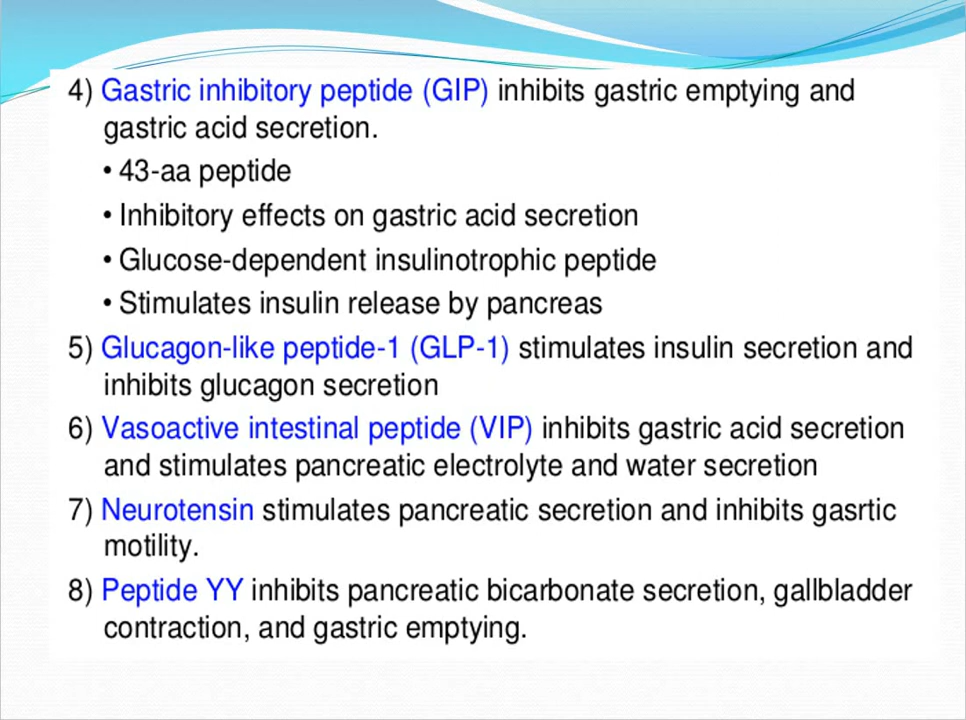 4) Gastric inhibitory peptide (GIP) inhibits gastric emptying and
gastric acid secretion.
• 43-aa peptide
• Inhibitory effects on gastric acid secretion
• Glucose-dependent insulinotrophic peptide
• Stimulates insulin release by pancreas
5) Glucagon-like peptide-1 (GLP-1) stimulates insulin secretion and
inhibits glucagon secretion
6) Vasoactive intestinal peptide (VIP) inhibits gastric acid secretion
and stimulates pancreatic electrolyte and water secretion
7) Neurotensin stimulates pancreatic secretion and inhibits gasrtic
motility.
8) Peptide YY inhibits pancreatic bicarbonate secretion, gallbladder
contraction, and gastric emptying.